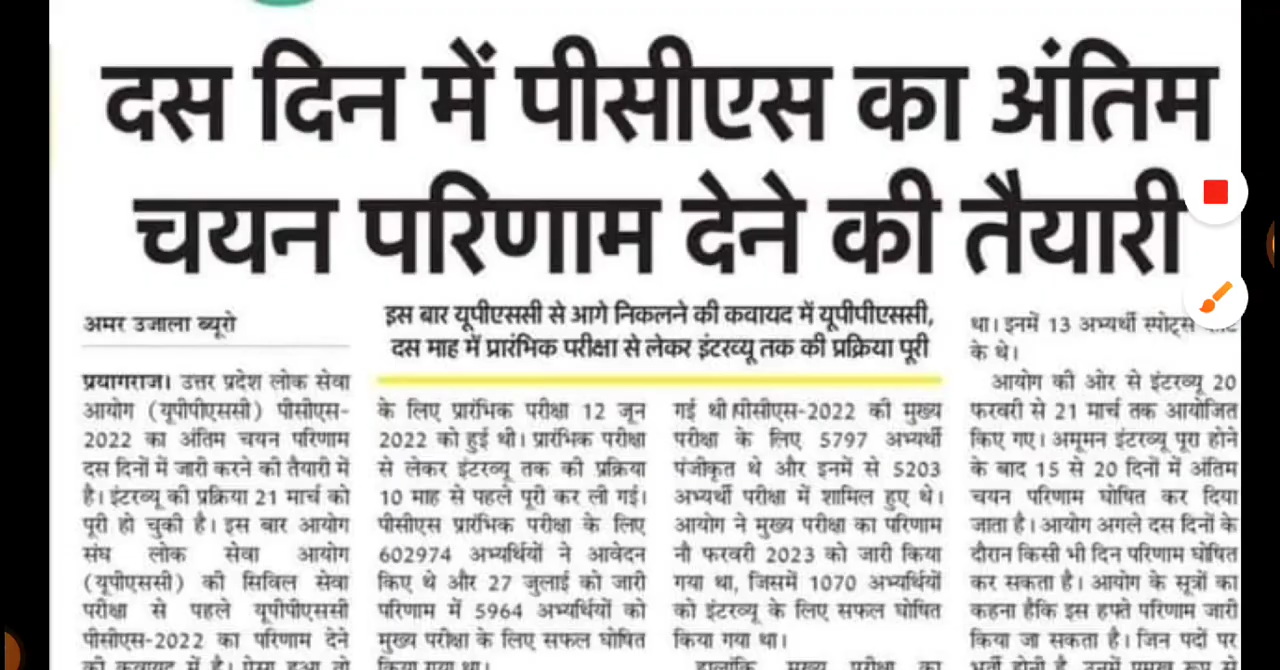 दस दिन में पीसीएस का अंतिम
चयन परिणाम देने की तैयारी
इस बार यूपीएससी से आगे निकलने की कवायद में यूपीपीएससी,
दस माह में प्रारंभिक परीक्षा से लेकर इंटरव्यू तक की प्रक्रिया पूरी
अमर उजाला ब्यूरो
प्रयागराज। उत्तर प्रदेश लोक सेवा
आयोग (यूपीपीएससी) पीसीएस-
2022 का अंतिम चयन परिणाम
दस दिनों में जारी करने की तैयारी में
है। इंटरव्यू की प्रक्रिया 21 मार्च को
पूरी हो चुकी है। इस बार आयोग
संघ लोक सेवा आयोग
(यूपीएससी) की सिविल सेवा
परीक्षा से पहले यूपीपीएससी
पीसीएस-2022 का परिणाम देने
की कवायद में है। ऐसा हुआ तो
के लिए प्रारंभिक परीक्षा 12 जून
2022 को हुई थी। प्रारंभिक परीक्षा
से लेकर इंटरव्यू तक की प्रक्रिया
10 माह से पहले पूरी कर ली गई।
पीसीएस प्रारंभिक परीक्षा के लिए
602974 अभ्यर्थियों ने आवेदन
किए थे और 27 जुलाई को जारी
परिणाम में 5964 अभ्यर्थियों को
मुख्य परीक्षा के लिए सफल घोषित
किया गया था।
गई थी।पीसीएस-2022 की मुख्य
परीक्षा के लिए 5797 अभ्यर्थी
पंजीकृत थे और इनमें से 5203
अभ्यर्थी परीक्षा में शामिल हुए थे।
आयोग ने मुख्य परीक्षा का परिणाम
नौ फरवरी 2023 को जारी किया
गया था, जिसमें 1070 अभ्यर्थियों
को इंटरव्यू के लिए सफल घोषित
किया गया था।
हालांकि मुख्य परीक्षा का
था। इनमें 13 अभ्यर्थी स्पोर्ट्स
के थे।
आयोग की ओर से इंटरव्यू 20
फरवरी से 21 मार्च तक आयोजित
किए गए। अमूमन इंटरव्यू पूरा होने
के बाद 15 से 20 दिनों में अंतिम
चयन परिणाम घोषित कर दिया
जाता है। आयोग अगले दस दिनों के
दौरान किसी भी दिन परिणाम घोषित
कर सकता है। आयोग के सूत्रों का
कहना हैकि इस हफ्ते परिणाम जारी
किया जा सकता है। जिन पदों पर
भर्ती होनी है, उनमें